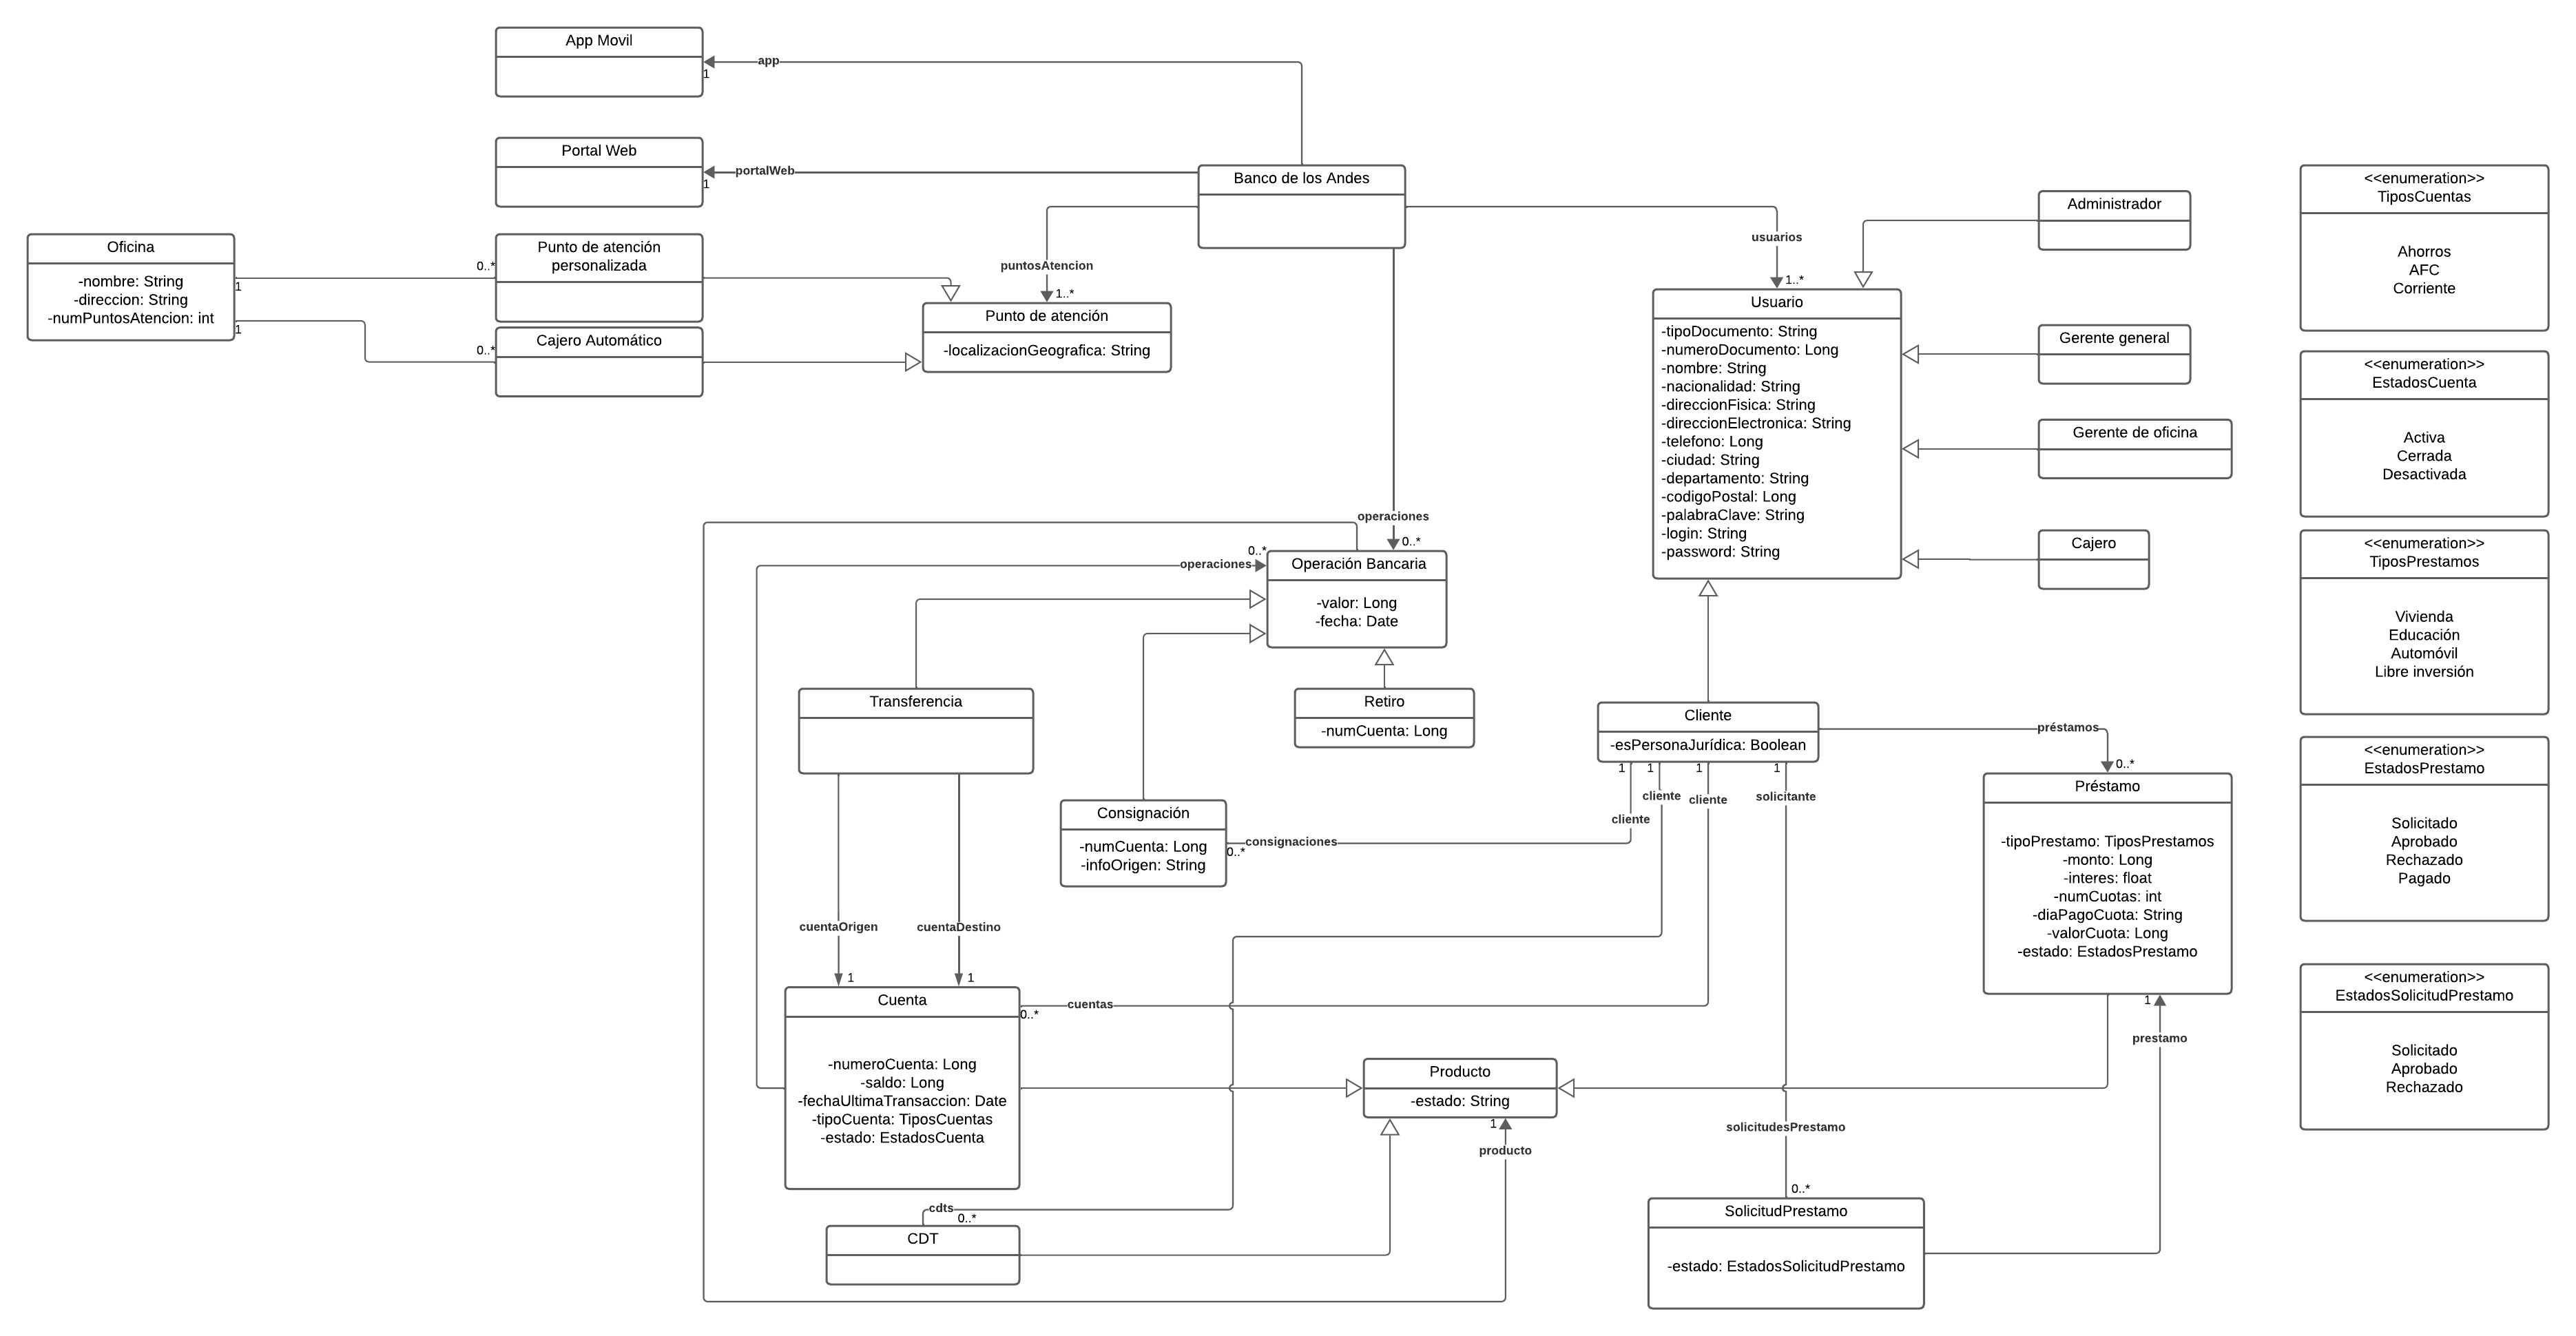 App Movil
app
1
Portal Web
portalWeb
1
Banco de los Andes
Oficina
-nombre: String
-direccion: String
-numPuntosAtencion: int
1
1
0..*
0..*
Punto de atención
personalizada
Cajero Automático
puntosAtencion
1..*
Punto de atención
-localizacionGeografica: String
usuarios
1..*
Usuario
-tipoDocumento: String
-numeroDocumento: Long
-nombre: String
-nacionalidad: String
-direccionFisica: String
-direccionElectronica: String
-telefono: Long
-ciudad: String
-departamento: String
-codigoPostal: Long
-palabraClave: String
-login: String
-password: String
Administrador
Gerente general
Gerente de oficina
Cajero
<<enumeration>>
TiposCuentas
Ahorros
AFC
Corriente
<<enumeration>>
EstadosCuenta
Activa
Cerrada
Desactivada
<<enumeration>>
TiposPrestamos
Vivienda
Educación
Automóvil
Libre inversión
<<enumeration>>
EstadosPrestamo
Solicitado
Aprobado
Rechazado
Pagado
<<enumeration>>
EstadosSolicitudPrestamo
Solicitado
Aprobado
Rechazado
operaciones
0..*
0..*
operaciones
Operación Bancaria
-valor: Long
-fecha: Date
Transferencia
Retiro
-numCuenta: Long
Consignación
-numCuenta: Long
-infoOrigen: String
0..*
consignaciones
Cliente
-esPersonaJurídica: Boolean
1
1
1
1
cliente
cliente
cliente
solicitante
préstamos
0..*
Préstamo
-tipoPrestamo: TiposPrestamos
-monto: Long
-interes: float
-numCuotas: int
-diaPagoCuota: String
-valorCuota: Long
-estado: EstadosPrestamo
cuentaOrigen
cuentaDestino
1
1
Cuenta
-numeroCuenta: Long
-saldo: Long
-fechaUltimaTransaccion: Date
-tipoCuenta: TiposCuentas
-estado: EstadosCuenta
0..*
cuentas
1
prestamo
Producto
-estado: String
1
producto
solicitudesPrestamo
0..*
SolicitudPrestamo
-estado: EstadosSolicitudPrestamo
cdts
0..*
CDT